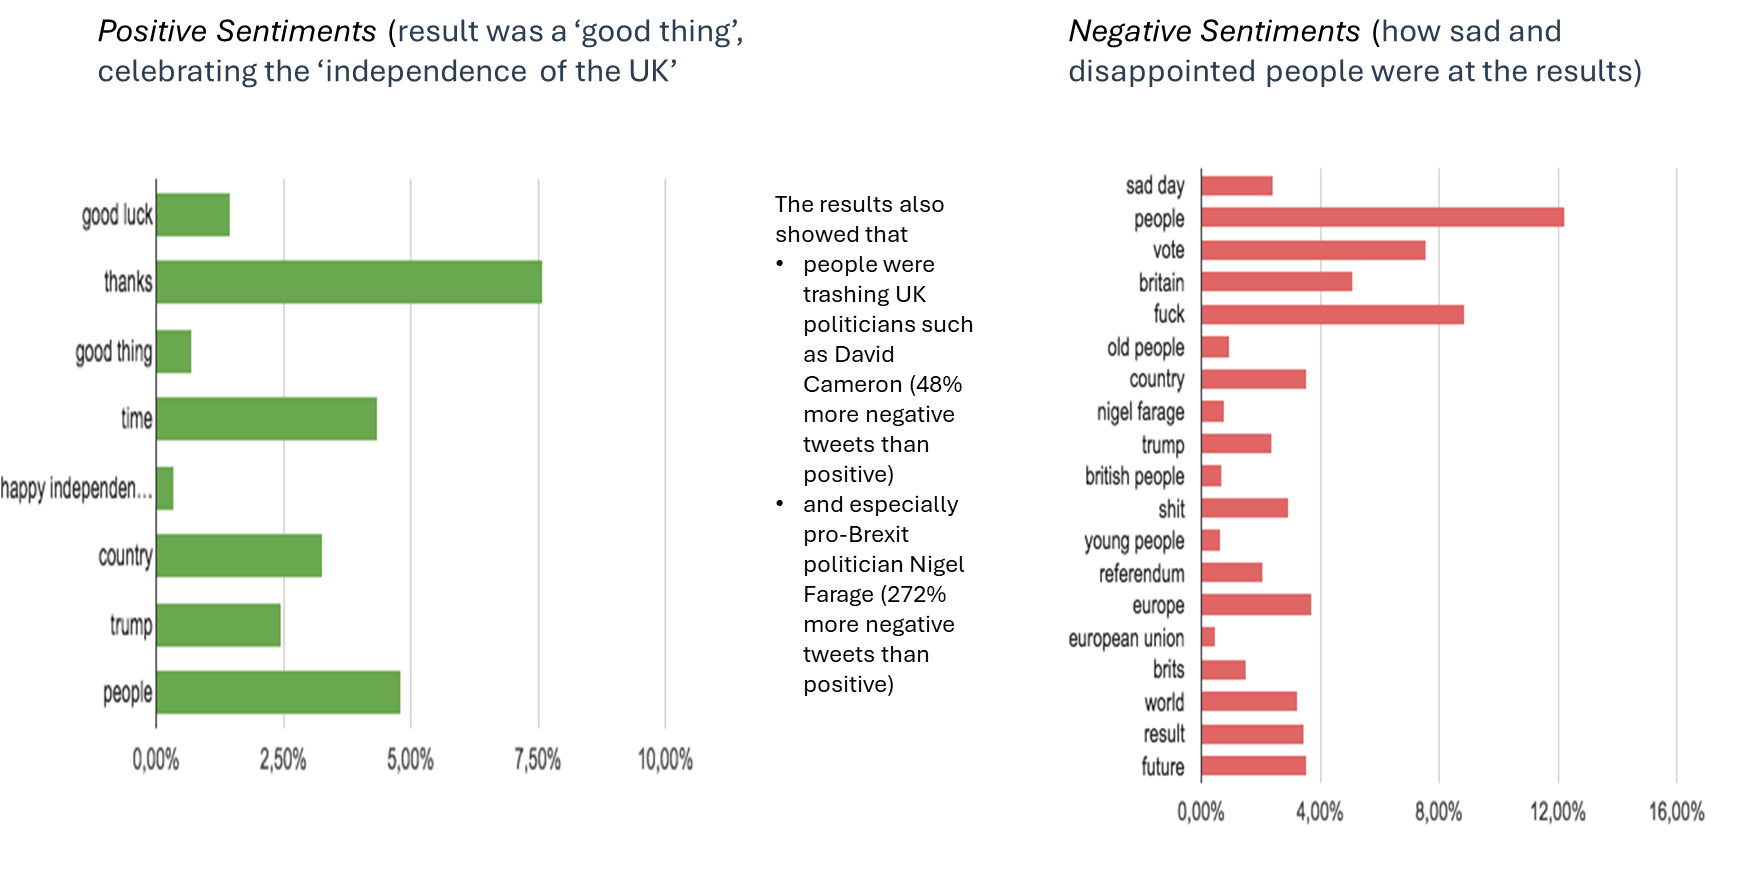 Positive Sentiments (result was a ‘good thing’,
celebrating the ‘independence of the UK’
good luck
thanks
good thing
time
happy independen...
country
trump
people
0,00% 2,50% 5,00% 7,50% 10,00%
The results also
showed that
• people were
trashing UK
politicians such
as David
Cameron (48%
more negative
tweets than
positive)
• and especially
pro-Brexit
politician Nigel
Farage (272%
more negative
tweets than
positive)
Negative Sentiments (how sad and
disappointed people were at the results)
sad day
people
vote
britain
fuck
old people
country
nigel farage
trump
british people
shit
young people
referendum
europe
european union
brits
world
result
future
0,00% 4,00% 8,00% 12,00% 16,00%